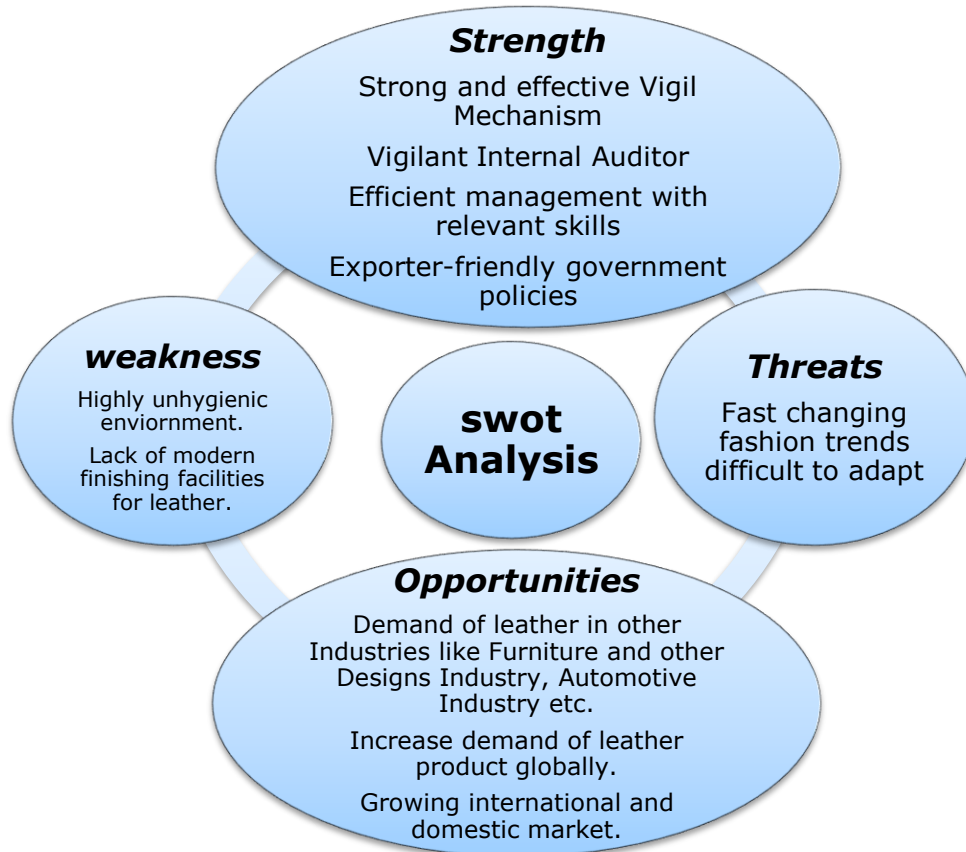 Strength
Strong and effective Vigil
Mechanism
Vigilant Internal Auditor
Efficient management with
relevant skills
Exporter-friendly government
policies
weakness
Highly unhygienic
enviornment.
Lack of modern
finishing facilities
for leather.
swot
Analysis
Threats
Fast changing
fashion trends
difficult to adapt
Opportunities
Demand of leather in other
Industries like Furniture and other
Designs Industry, Automotive
Industry etc.
Increase demand of leather
product globally.
Growing international and
domestic market.